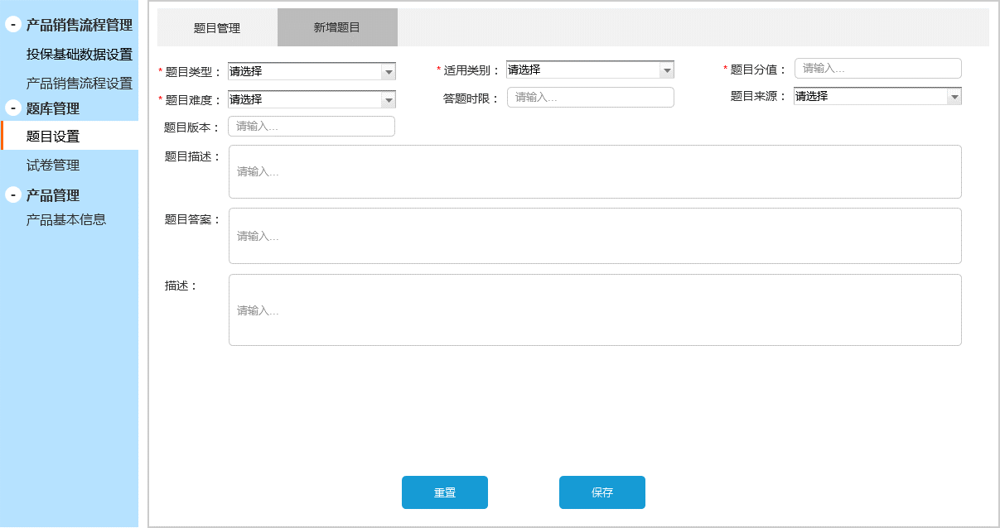 - 产品销售流程管理
投保基础数据设置
产品销售流程设置
- 题库管理
题目设置
试卷管理
- 产品管理
产品基本信息
题目管理 新增题目
* 题目类型： 请选择 * 适用类别： 请选择 * 题目分值： 请输入...
* 题目难度： 请选择 答题时限： 请输入... 题目来源： 请选择
题目版本： 请输入...
题目描述： 请输入...
题目答案： 请输入...
描述： 请输入...
重置 保存